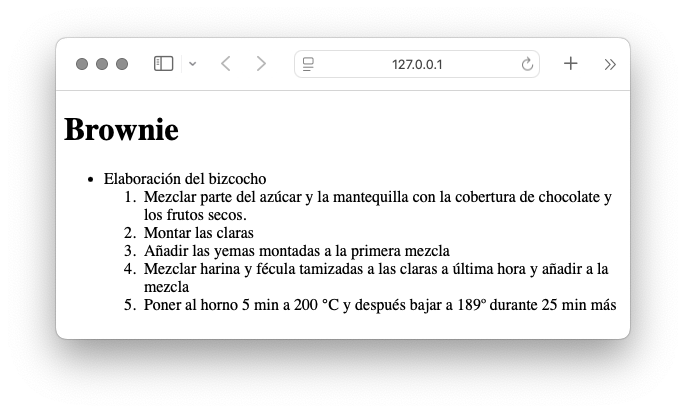 127.0.0.1
Brownie
• Elaboración del bizcocho
1. Mezclar parte del azúcar y la mantequilla con la cobertura de chocolate y
los frutos secos.
2. Montar las claras
3. Añadir las yemas montadas a la primera mezcla
4. Mezclar harina y fécula tamizadas a las claras a última hora y añadir a la
mezcla
5. Poner al horno 5 min a 200 °C y después bajar a 189º durante 25 min más